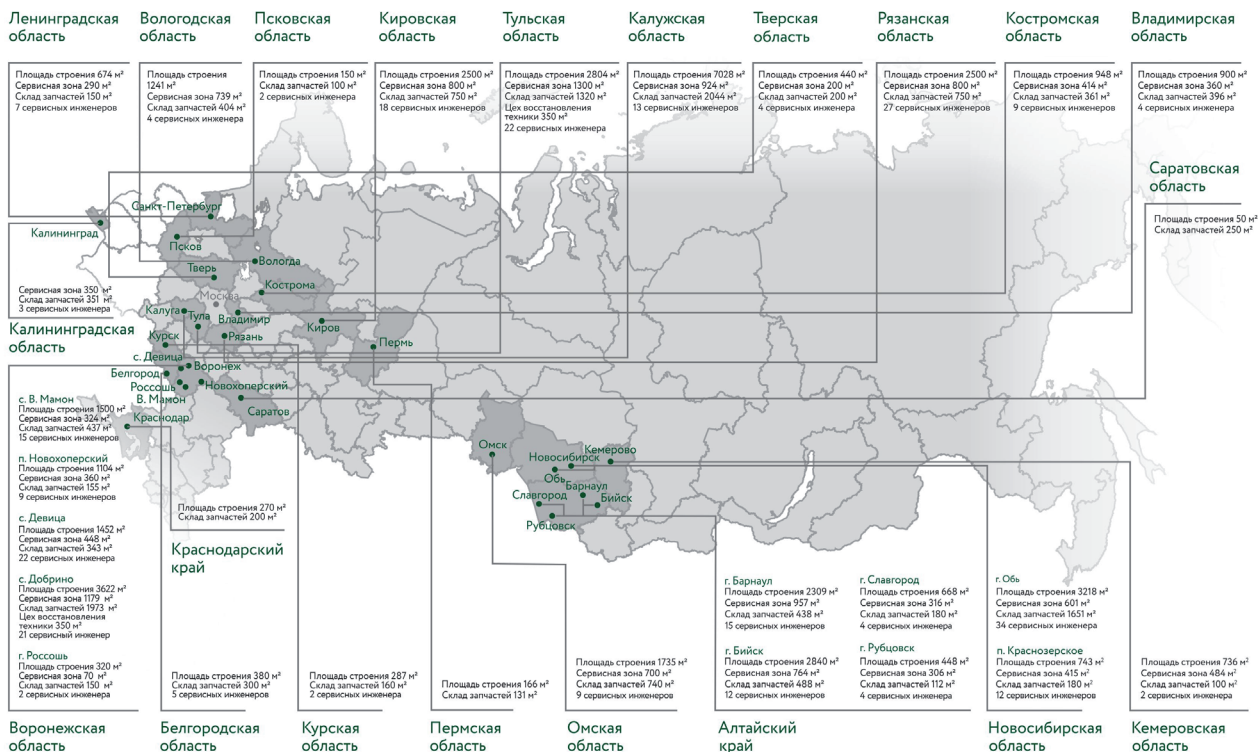 Ленинградская
область
Площадь строения 674 м²
Сервисная зона 290 м²
Склад запчастей 150 м²
7 сервисных инженеров
Вологодская
область
Площадь строения
1241 м²
Сервисная зона 739 м²
Склад запчастей 404 м²
4 сервисных инженера
Псковская
область
Площадь строения 150 м²
Склад запчастей 100 м²
2 сервисных инженера
Кировская
область
Площадь строения 2500 м²
Сервисная зона 800 м²
Склад запчастей 750 м²
18 сервисных инженеров
Тульская
область
Площадь строения 2804 м²
Сервисная зона 1300 м²
Склад запчастей 1320 м²
Цех восстановления
техники 350 м²
22 сервисных инженера
Калужская
область
Площадь строения 7028 м²
Сервисная зона 924 м²
Склад запчастей 2044 м²
13 сервисных инженеров
Тверская
область
Площадь строения 440 м²
Сервисная зона 200 м²
Склад запчастей 200 м²
4 сервисных инженера
Рязанская
область
Площадь строения 2500 м²
Сервисная зона 800 м²
Склад запчастей 750 м²
27 сервисных инженеров
Костромская
область
Площадь строения 948 м²
Сервисная зона 414 м²
Склад запчастей 361 м²
9 сервисных инженеров
Владимирская
область
Площадь строения 900 м²
Сервисная зона 360 м²
Склад запчастей 396 м²
4 сервисных инженера
Саратовская
область
Площадь строения 50 м²
Склад запчастей 250 м²
Санкт-Петербург
Калининград
Псков
Вологда
Тверь
Кострома
Москва
Калуга
Тула
Владимир
Киров
Курск
Рязань
Пермь
с. Девица
Воронеж
Белгород
Россошь
Новохоперский
В. Мамон
Саратов
Краснодар
Омск
Новосибирск
Кемерово
Обь
Барнаул
Славгород
Бийск
Рубцовск
Сервисная зона 350 м²
Склад запчастей 351 м²
3 сервисных инженера
Калининградская
область
с. В. Мамон
Площадь строения 1500 м²
Сервисная зона 324 м²
Склад запчастей 437 м²
15 сервисных инженеров
п. Новохоперский
Площадь строения 1104 м²
Сервисная зона 360 м²
Склад запчастей 155 м²
9 сервисных инженеров
с. Девица
Площадь строения 1452 м²
Сервисная зона 448 м²
Склад запчастей 343 м²
22 сервисных инженера
с. Добрино
Площадь строения 3622 м²
Сервисная зона 1179 м²
Склад запчастей 1973 м²
Цех восстановления
техники 350 м²
21 сервисный инженер
г. Россошь
Площадь строения 320 м²
Сервисная зона 70 м²
Склад запчастей 150 м²
2 сервисных инженера
Воронежская
область
Площадь строения 270 м²
Склад запчастей 200 м²
Краснодарский
край
Площадь строения 380 м²
Склад запчастей 300 м²
5 сервисных инженеров
Белгородская
область
Площадь строения 287 м²
Склад запчастей 160 м²
2 сервисных инженера
Курская
область
Площадь строения 166 м²
Склад запчастей 131 м²
Пермская
область
Площадь строения 1735 м²
Сервисная зона 700 м²
Склад запчастей 740 м²
9 сервисных инженеров
Омская
область
г. Барнаул
Площадь строения 2309 м²
Сервисная зона 957 м²
Склад запчастей 438 м²
15 сервисных инженеров
г. Бийск
Площадь строения 2840 м²
Сервисная зона 764 м²
Склад запчастей 488 м²
12 сервисных инженеров
г. Славгород
Площадь строения 668 м²
Сервисная зона 316 м²
Склад запчастей 180 м²
4 сервисных инженера
г. Рубцовск
Площадь строения 448 м²
Сервисная зона 306 м²
Склад запчастей 112 м²
4 сервисных инженера
Алтайский
край
г. Обь
Площадь строения 3218 м²
Сервисная зона 601 м²
Склад запчастей 1651 м²
34 сервисных инженера
п. Краснозерское
Площадь строения 743 м²
Сервисная зона 415 м²
Склад запчастей 180 м²
12 сервисных инженеров
Новосибирская
область
Площадь строения 736 м²
Сервисная зона 484 м²
Склад запчастей 100 м²
2 сервисных инженера
Кемеровская
область